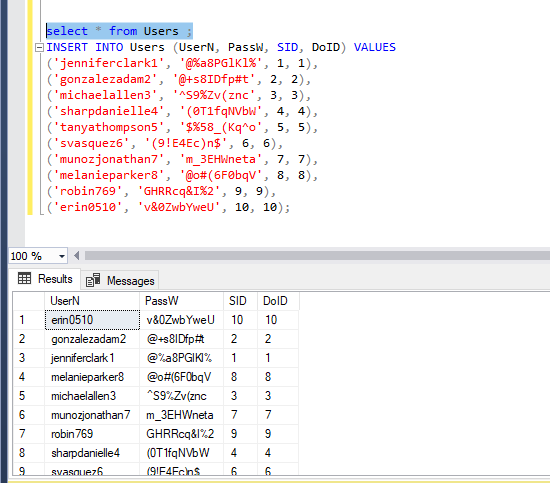 select * from Users ;
INSERT INTO Users (UserN, PassW, SID, DoID) VALUES
('jenniferclark1', '@%a8PGlKl%', 1, 1),
('gonzalezadam2', '@+s8IDfp#t', 2, 2),
('michaelallen3', '^S9%Zv(znc', 3, 3),
('sharpdanielle4', '(0T1fqNVbW', 4, 4),
('tanyathompson5', '$%58_(Kq^o', 5, 5),
('svasquez6', '(9!E4Ec)n$', 6, 6),
('munozjonathan7', 'm_3EHWneta', 7, 7),
('melanieparker8', '@o#(6F0bqV', 8, 8),
('robin769', 'GHRRcq&I%2', 9, 9),
('erin0510', 'v&0ZwbYweU', 10, 10);
100 %
Results Messages
UserN PassW SID DoID
1 erin0510 v&0ZwbYweU 10 10
2 gonzalezadam2 @+s8IDfp#t 2 2
3 jenniferclark1 @%a8PGlKl% 1 1
4 melanieparker8 @o#(6F0bqV 8 8
5 michaelallen3 ^S9%Zv(znc 3 3
6 munozjonathan7 m_3EHWneta 7 7
7 robin769 GHRRcq&I%2 9 9
8 sharpdanielle4 (0T1fqNVbW 4 4
9 svasquez6 (9!E4Ec)n$ 6 6